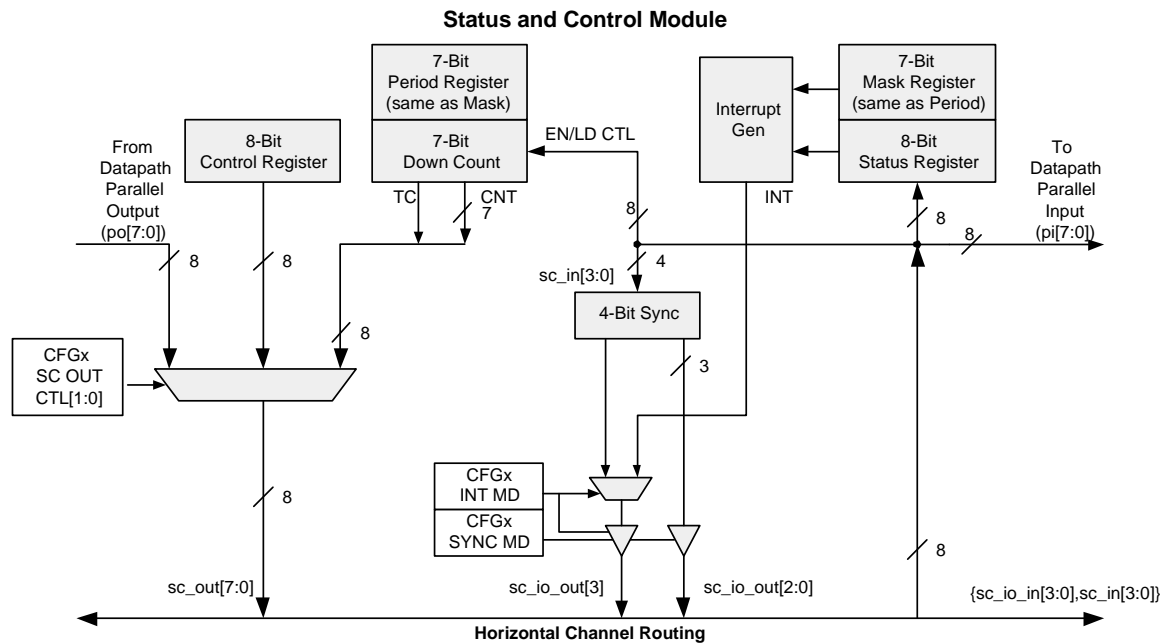 Status and Control Module
7-Bit
Period Register
(same as Mask)
7-Bit
Down Count
8-Bit
Control Register
From
Datapath
Parallel
Output
(po[7:0])
EN/LD CTL
Interrupt
Gen
7-Bit
Mask Register
(same as Period)
8-Bit
Status Register
To
Datapath
Parallel
Input
(pi[7:0])
TC
CNT
7
INT
8
8
8
8
8
4
sc_in[3:0]
4-Bit Sync
8
3
CFGx
SC OUT
CTL[1:0]
8
CFGx
INT MD
CFGx
SYNC MD
8
sc_out[7:0]
sc_io_out[3]
sc_io_out[2:0]
{sc_io_in[3:0],sc_in[3:0]}
Horizontal Channel Routing